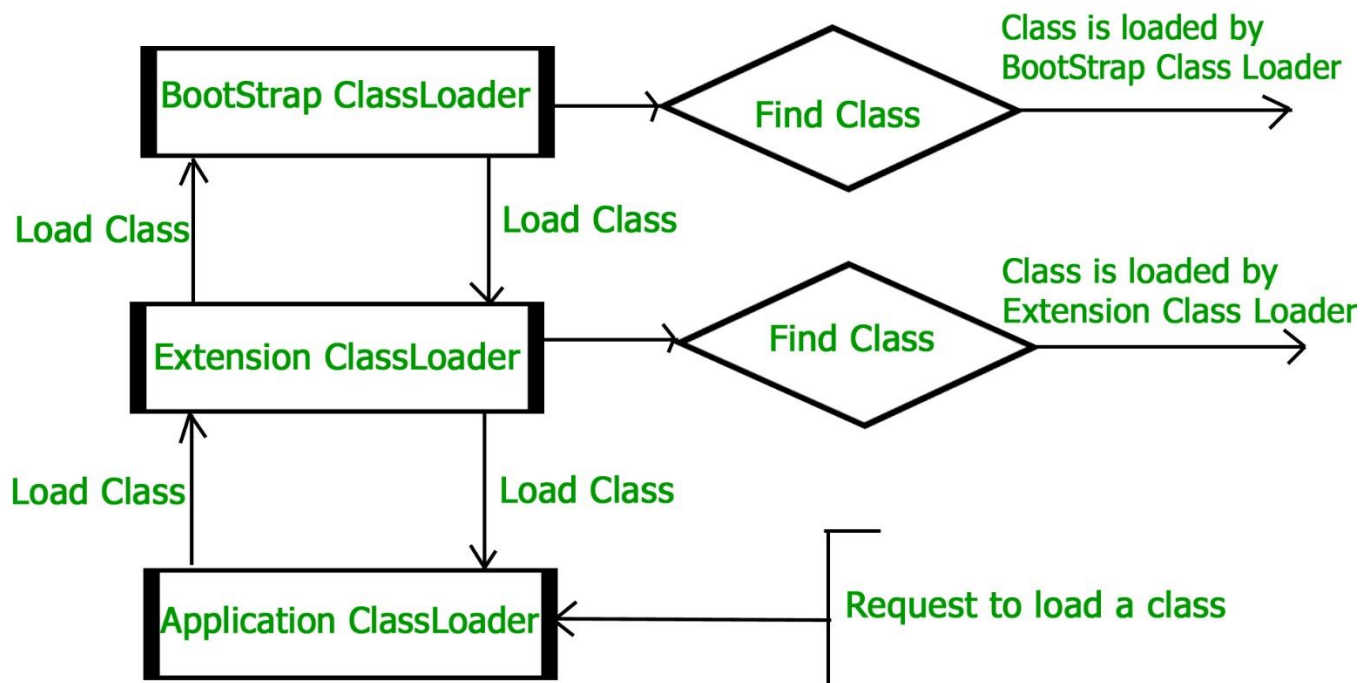 Class is loaded by
BootStrap Class Loader
BootStrap ClassLoader
Find Class
Load Class
Load Class
Class is loaded by
Extension Class Loader
Extension ClassLoader
Find Class
Load Class
Load Class
Application ClassLoader
Request to load a class